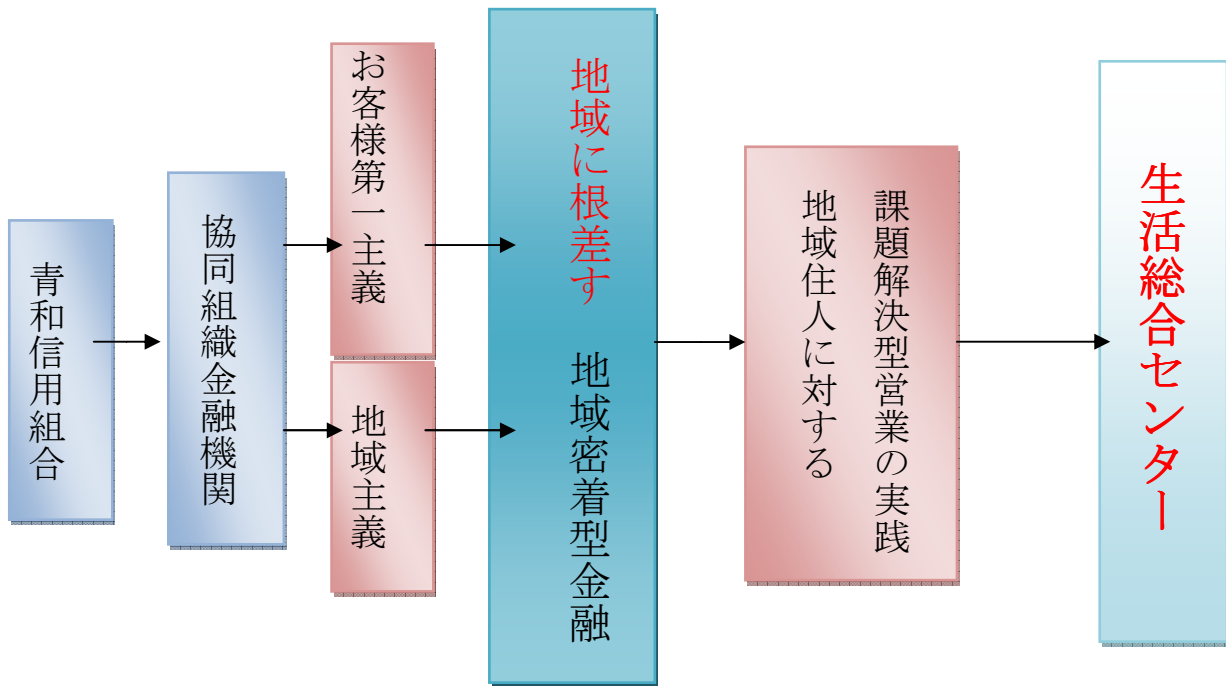 青和信用組合
協同組織金融機関
お客様第一主義
地域主義
地域に根差す　地域密着型金融
課題解決型営業の実践
地域住人に対する
生活総合センター